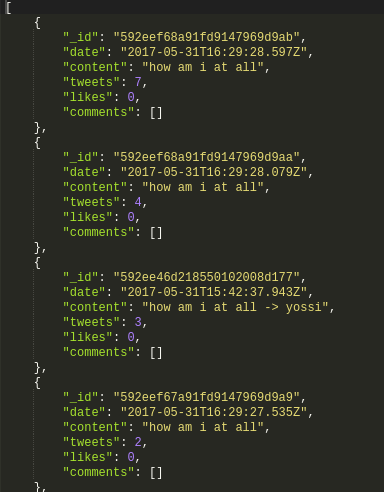 [
{
"_id": "592eef68a91fd9147969d9ab",
"date": "2017-05-31T16:29:28.597Z",
"content": "how am i at all",
"tweets": 7,
"likes": 0,
"comments": []
},
{
"_id": "592eef68a91fd9147969d9aa",
"date": "2017-05-31T16:29:28.079Z",
"content": "how am i at all",
"tweets": 4,
"likes": 0,
"comments": []
},
{
"_id": "592ee46d218550102008d177",
"date": "2017-05-31T15:42:37.943Z",
"content": "how am i at all -> yossi",
"tweets": 3,
"likes": 0,
"comments": []
},
{
"_id": "592eef67a91fd9147969d9a9",
"date": "2017-05-31T16:29:27.535Z",
"content": "how am i at all",
"tweets": 2,
"likes": 0,
"comments": []
},